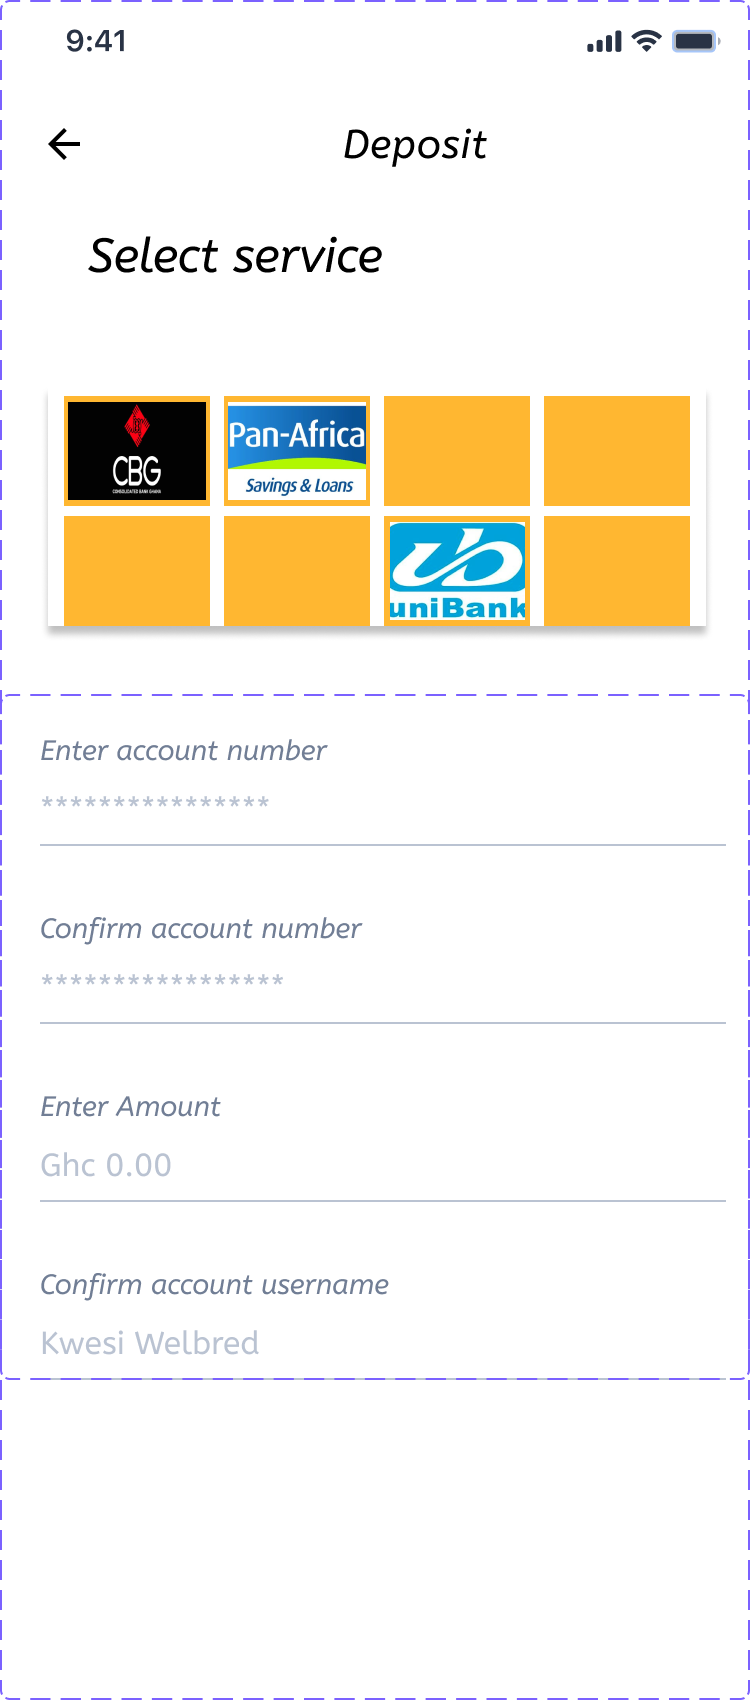 9:41
Deposit
Select service
CBG
CONSOLIDATED BANK GHANA
Pan-Africa
Savings & Loans
uniBank
Enter account number
****************
Confirm account number
*****************
Enter Amount
Ghc 0.00
Confirm account username
Kwesi Welbred